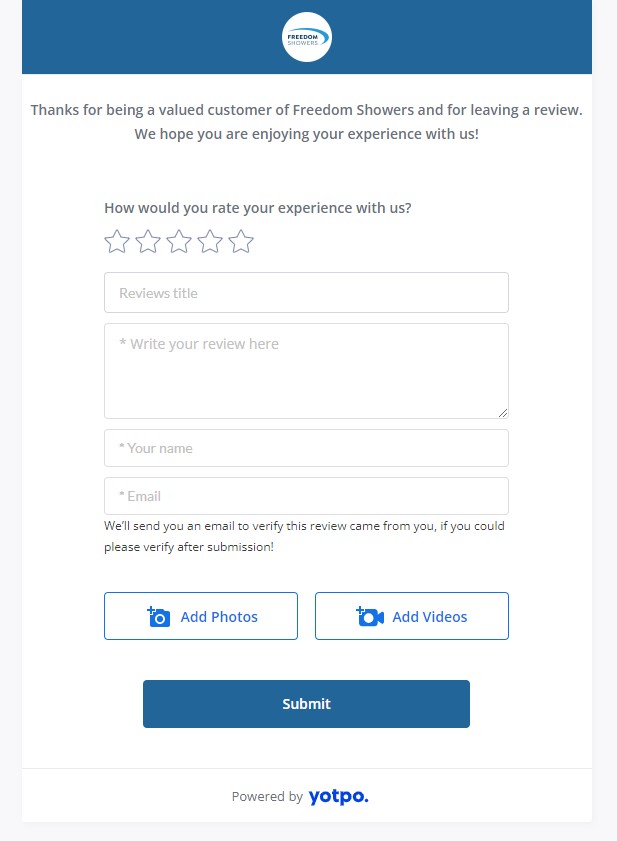 FREEDOM
SHOWERS
Thanks for being a valued customer of Freedom Showers and for leaving a review.
We hope you are enjoying your experience with us!
How would you rate your experience with us?
Reviews title
* Write your review here
* Your name
* Email
We'll send you an email to verify this review came from you, if you could
please verify after submission!
Add Photos
Add Videos
Submit
Powered by yotpo.